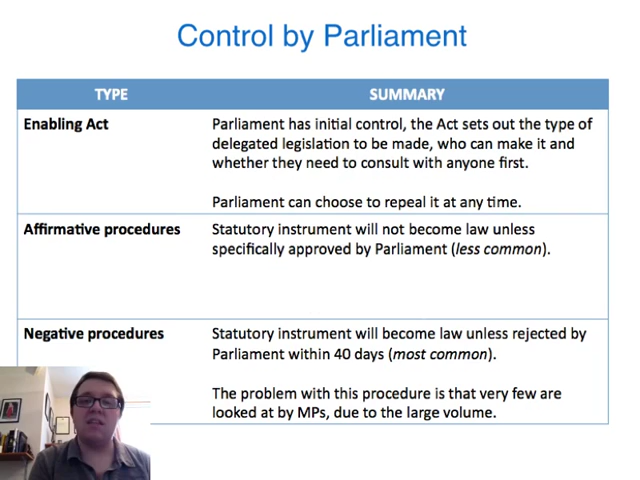 Control by Parliament
TYPE
SUMMARY
Enabling Act
Parliament has initial control, the Act sets out the type of
delegated legislation to be made, who can make it and
whether they need to consult with anyone first.
Parliament can choose to repeal it at any time.
Affirmative procedures
Statutory instrument will not become law unless
specifically approved by Parliament (less common).
Negative procedures
Statutory instrument will become law unless rejected by
Parliament within 40 days (most common).
The problem with this procedure is that very few are
looked at by MPs, due to the large volume.